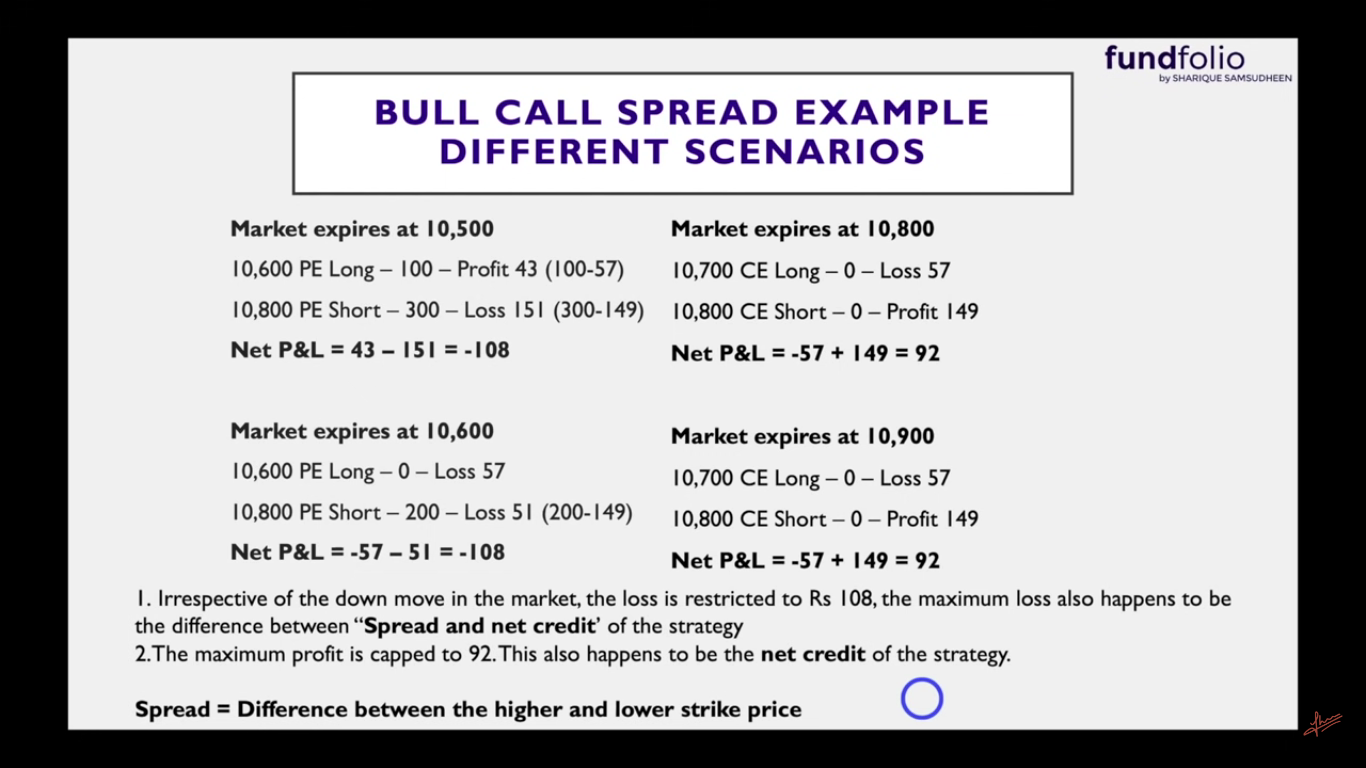 fundfolio
by SHARIQUE SAMSUDHEEN
BULL CALL SPREAD EXAMPLE
DIFFERENT SCENARIOS
Market expires at 10,500
10,600 PE Long – 100 – Profit 43 (100-57)
10,800 PE Short – 300 – Loss 151 (300-149)
Net P&L = 43 – 151 = -108
Market expires at 10,600
10,600 PE Long – 0 – Loss 57
10,800 PE Short – 200 – Loss 51 (200-149)
Net P&L = -57 – 51 = -108
Market expires at 10,800
10,700 CE Long – 0 – Loss 57
10,800 CE Short – 0 – Profit 149
Net P&L = -57 + 149 = 92
Market expires at 10,900
10,700 CE Long – 0 – Loss 57
10,800 CE Short – 0 – Profit 149
Net P&L = -57 + 149 = 92
1. Irrespective of the down move in the market, the loss is restricted to Rs 108, the maximum loss also happens to be
the difference between “Spread and net credit’ of the strategy
2.The maximum profit is capped to 92. This also happens to be the net credit of the strategy.
Spread = Difference between the higher and lower strike price